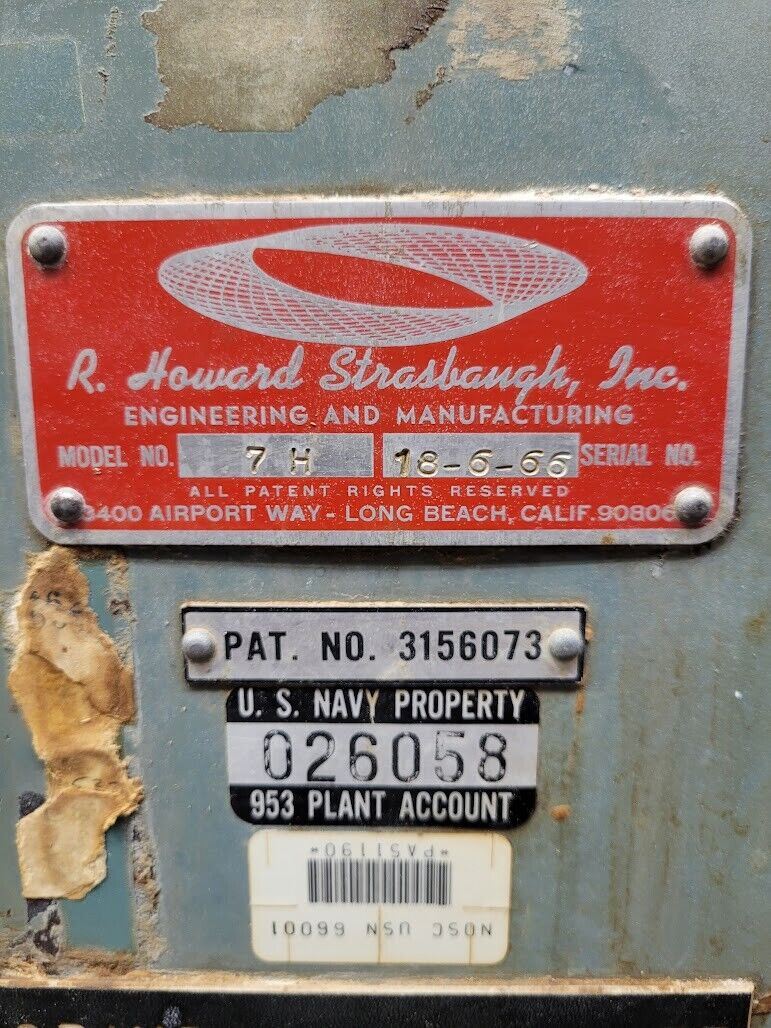 R. Howard Strasbaugh, Inc.
ENGINEERING AND MANUFACTURING
MODEL NO. 7 H 18-6-66 SERIAL NO.
ALL PATENT RIGHTS RESERVED
3400 AIRPORT WAY - LONG BEACH, CALIF. 90806
PAT. NO. 3156073
U. S. NAVY PROPERTY
026058
953 PLANT ACCOUNT
NOSC USN 66001
*PA51190*